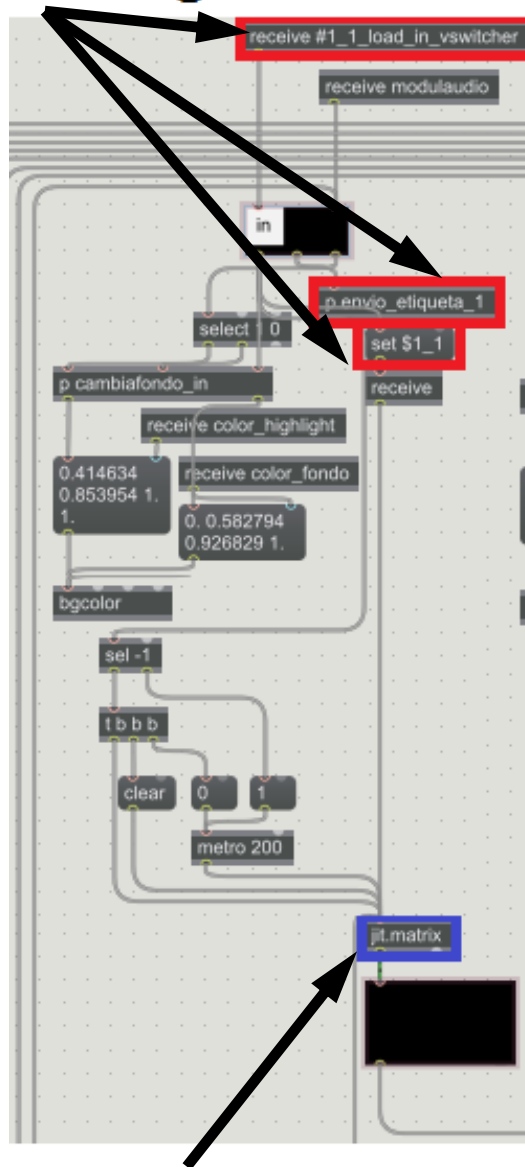 receive #1_1_load_in_vswitcher
receive modulaudio
in
p envio_etiqueta_1
select 1 0
set $1_1
p cambiafondo_in
receive
receive color_highlight
0.414634
0.853954 1.
1.
receive color_fondo
0. 0.582794
0.926829 1.
bgcolor
sel -1
t b b b
clear
0
1
metro 200
jit.matrix